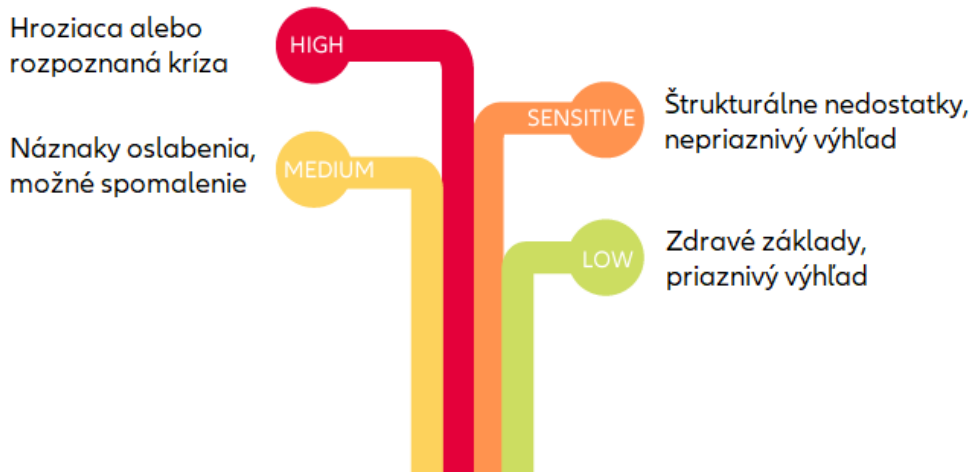 Hroziaca alebo
rozpoznaná kríza
HIGH
SENSITIVE
Štrukturálne nedostatky,
nepriaznivý výhľad
Náznaky oslabenia,
možné spomalenie
MEDIUM
LOW
Zdravé základy,
priaznivý výhľad